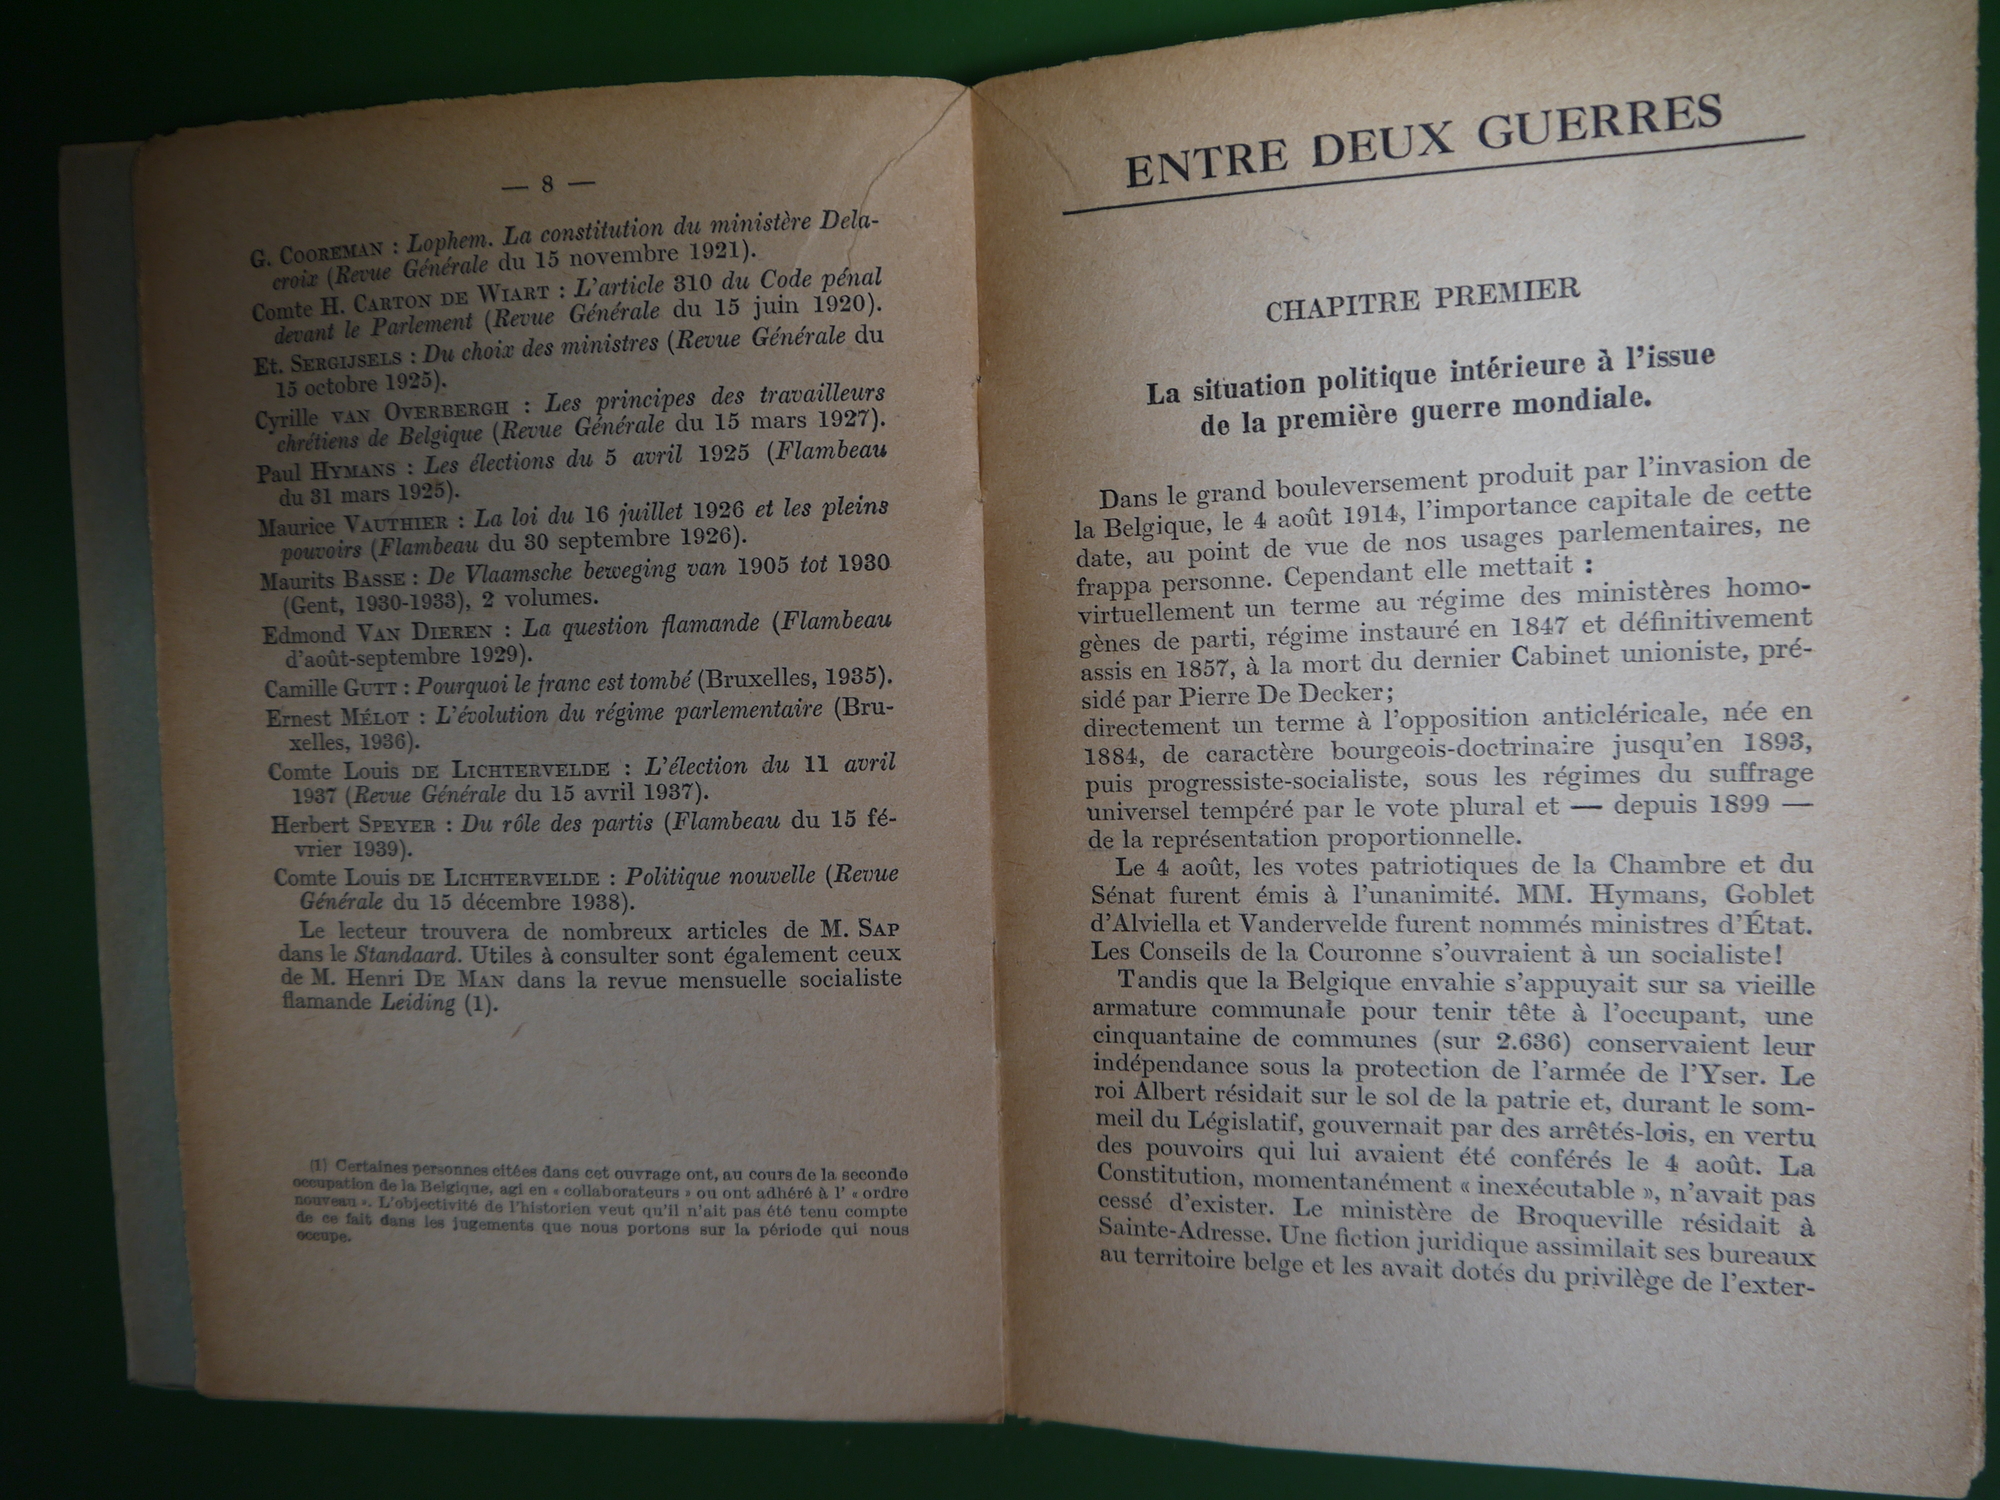 — 8 —
G. COOREMAN : Lophem. La constitution du ministère Dela-
croix (Revue Générale du 15 novembre 1921).
Comte H. CARTON DE WIART : L'article 310 du Code pénal
devant le Parlement (Revue Générale du 15 juin 1920).
Et. SERGIJSELS : Du choix des ministres (Revue Générale du
15 octobre 1925).
Cyrille VAN OVERBERGH : Les principes des travailleurs
chrétiens de Belgique (Revue Générale du 15 mars 1927).
Paul HYMANS : Les élections du 5 avril 1925 (Flambeau
du 31 mars 1925).
Maurice VAUTHIER : La loi du 16 juillet 1926 et les pleins
pouvoirs (Flambeau du 30 septembre 1926).
Maurits BASSE : De Vlaamsche beweging van 1905 tot 1930
(Gent, 1930-1933), 2 volumes.
Edmond VAN DIEREN : La question flamande (Flambeau
d'août-septembre 1929).
Camille GUTT : Pourquoi le franc est tombé (Bruxelles, 1935).
Ernest MÉLOT : L'évolution du régime parlementaire (Bru-
xelles, 1936).
Comte Louis DE LICHTERVELDE : L'élection du 11 avril
1937 (Revue Générale du 15 avril 1937).
Herbert SPEYER : Du rôle des partis (Flambeau du 15 fé-
vrier 1939).
Comte Louis DE LICHTERVELDE : Politique nouvelle (Revue
Générale du 15 décembre 1938).
Le lecteur trouvera de nombreux articles de M. SAP
dans le Standaard. Utiles à consulter sont également ceux
de M. Henri DE MAN dans la revue mensuelle socialiste
flamande Leiding (1).
(1) Certaines personnes citées dans cet ouvrage ont, au cours de la seconde
occupation de la Belgique, agi en « collaborateurs » ou ont adhéré à l' « ordre
nouveau ». L'objectivité de l'historien veut qu'il n'ait pas été tenu compte
de ce fait dans les jugements que nous portons sur la période qui nous
occupe.
ENTRE DEUX GUERRES
CHAPITRE PREMIER
La situation politique intérieure à l'issue
de la première guerre mondiale.
Dans le grand bouleversement produit par l'invasion de
la Belgique, le 4 août 1914, l'importance capitale de cette
date, au point de vue de nos usages parlementaires, ne
frappa personne. Cependant elle mettait :
virtuellement un terme au régime des ministères homo-
gènes de parti, régime instauré en 1847 et définitivement
assis en 1857, à la mort du dernier Cabinet unioniste, pré-
sidé par Pierre De Decker;
directement un terme à l'opposition anticléricale, née en
1884, de caractère bourgeois-doctrinaire jusqu'en 1893,
puis progressiste-socialiste, sous les régimes du suffrage
universel tempéré par le vote plural et — depuis 1899 —
de la représentation proportionnelle.
Le 4 août, les votes patriotiques de la Chambre et du
Sénat furent émis à l'unanimité. MM. Hymans, Goblet
d'Alviella et Vandervelde furent nommés ministres d'État.
Les Conseils de la Couronne s'ouvraient à un socialiste!
Tandis que la Belgique envahie s'appuyait sur sa vieille
armature communale pour tenir tête à l'occupant, une
cinquantaine de communes (sur 2.636) conservaient leur
indépendance sous la protection de l'armée de l'Yser. Le
roi Albert résidait sur le sol de la patrie et, durant le som-
meil du Législatif, gouvernait par des arrêtés-lois, en vertu
des pouvoirs qui lui avaient été conférés le 4 août. La
Constitution, momentanément « inexécutable », n'avait pas
cessé d'exister. Le ministère de Broqueville résidait à
Sainte-Adresse. Une fiction juridique assimilait ses bureaux
au territoire belge et les avait dotés du privilège de l'exter-